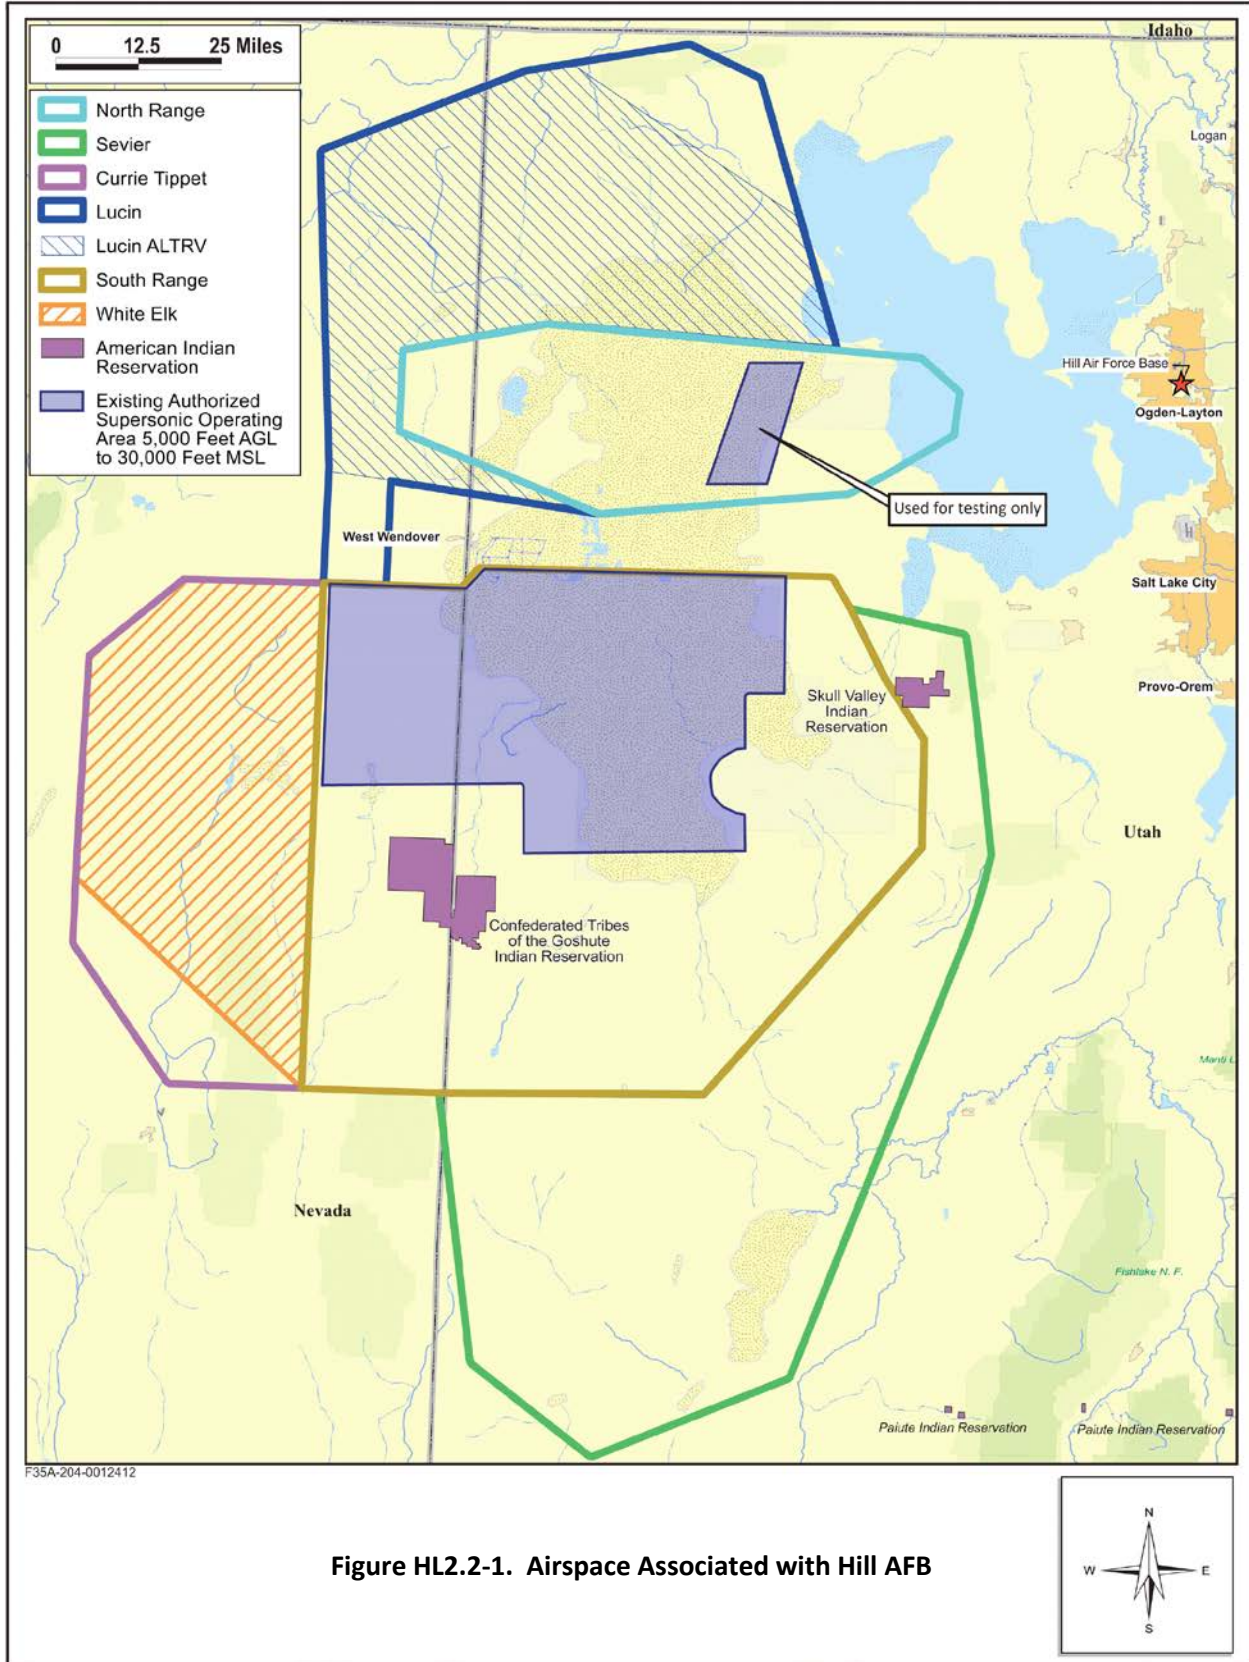 Idaho
0 12.5 25 Miles
North Range
Sevier
Currie Tippet
Lucin
Lucin ALTRV
South Range
White Elk
American Indian
Reservation
Existing Authorized
Supersonic Operating
Area 5,000 Feet AGL
to 30,000 Feet MSL
Logan
Hill Air Force Base
Ogden-Layton
Used for testing only
West Wendover
Salt Lake City
Provo-Orem
Skull Valley
Indian
Reservation
Utah
Confederated Tribes
of the Goshute
Indian Reservation
Manti
Nevada
Fishlake N. F.
Paiute Indian Reservation
Paiute Indian Reservation
F35A-204-0012412
Figure HL2.2-1. Airspace Associated with Hill AFB
N
W E
S